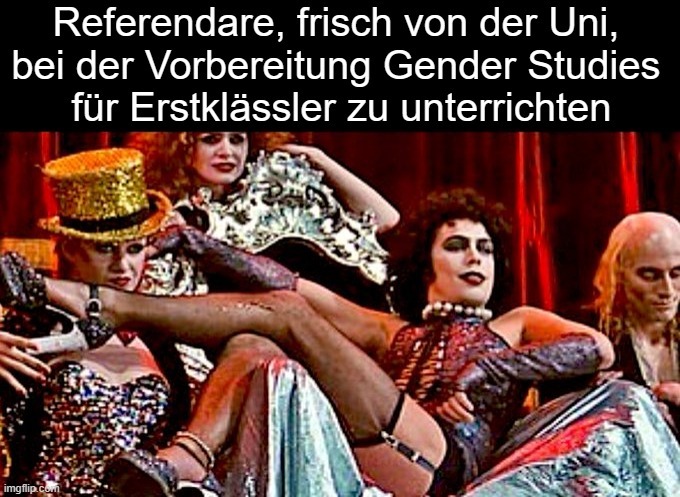 Referendare, frisch von der Uni,
bei der Vorbereitung Gender Studies
für Erstklässler zu unterrichten
imgflip.com